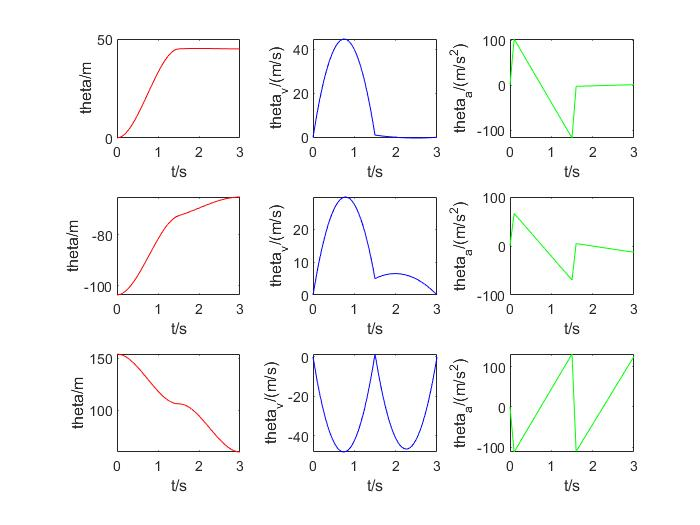 50
0
theta/m
0 1 2 3
t/s
40
20
0
theta_v/(m/s)
0 1 2 3
t/s
100
0
-100
theta_a/(m/s^2)
0 1 2 3
t/s
-80
-100
theta/m
0 1 2 3
t/s
20
10
0
theta_v/(m/s)
0 1 2 3
t/s
100
0
-100
theta_a/(m/s^2)
0 1 2 3
t/s
150
100
theta/m
0 1 2 3
t/s
0
-20
-40
theta_v/(m/s)
0 1 2 3
t/s
100
0
-100
theta_a/(m/s^2)
0 1 2 3
t/s